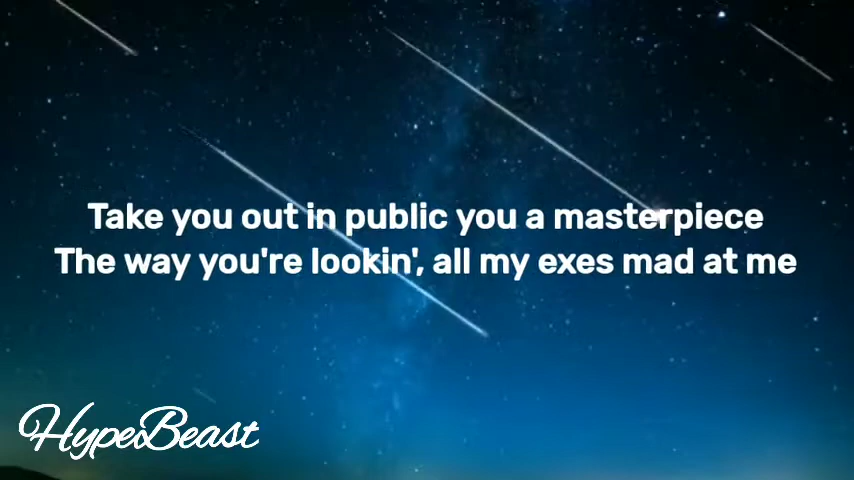 Take you out in public you a masterpiece
The way you're lookin', all my exes mad at me
HypeBeast